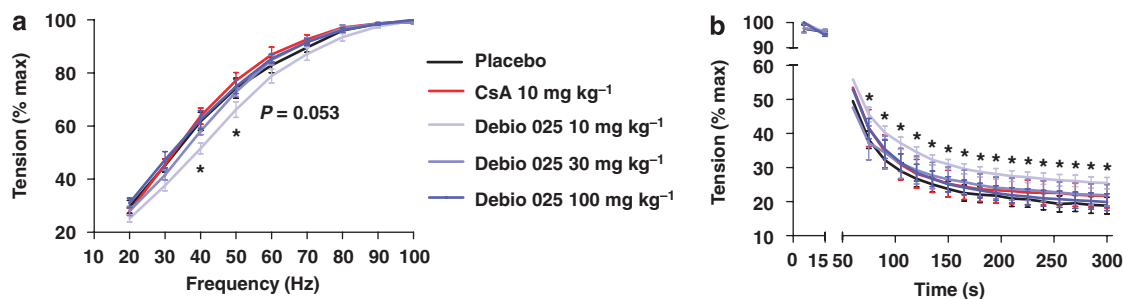 a
Tension (% max)
100
80
60
40
20
10 20 30 40 50 60 70 80 90 100
Frequency (Hz)
P = 0.053
*
*
Placebo
CsA 10 mg kg⁻¹
Debio 025 10 mg kg⁻¹
Debio 025 30 mg kg⁻¹
Debio 025 100 mg kg⁻¹
b
Tension (% max)
100
90
60
50
40
30
20
10
* * * * * * * * * * * * * * * *
0 15 50 100 150 200 250 300
Time (s)